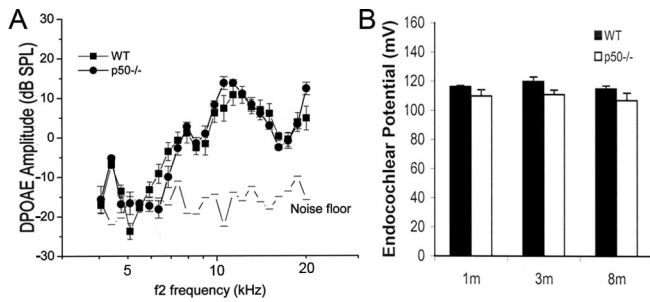 A
DPOAE Amplitude (dB SPL)
30
20
10
0
-10
-20
-30
WT
p50-/-
Noise floor
5
10
20
f2 frequency (kHz)
B
Endocochlear Potential (mV)
160
140
120
100
80
60
40
20
0
WT
p50-/-
1m
3m
8m